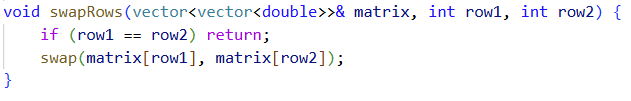 void swapRows(vector<vector<double>>& matrix, int row1, int row2) {
    if (row1 == row2) return;
    swap(matrix[row1], matrix[row2]);
}